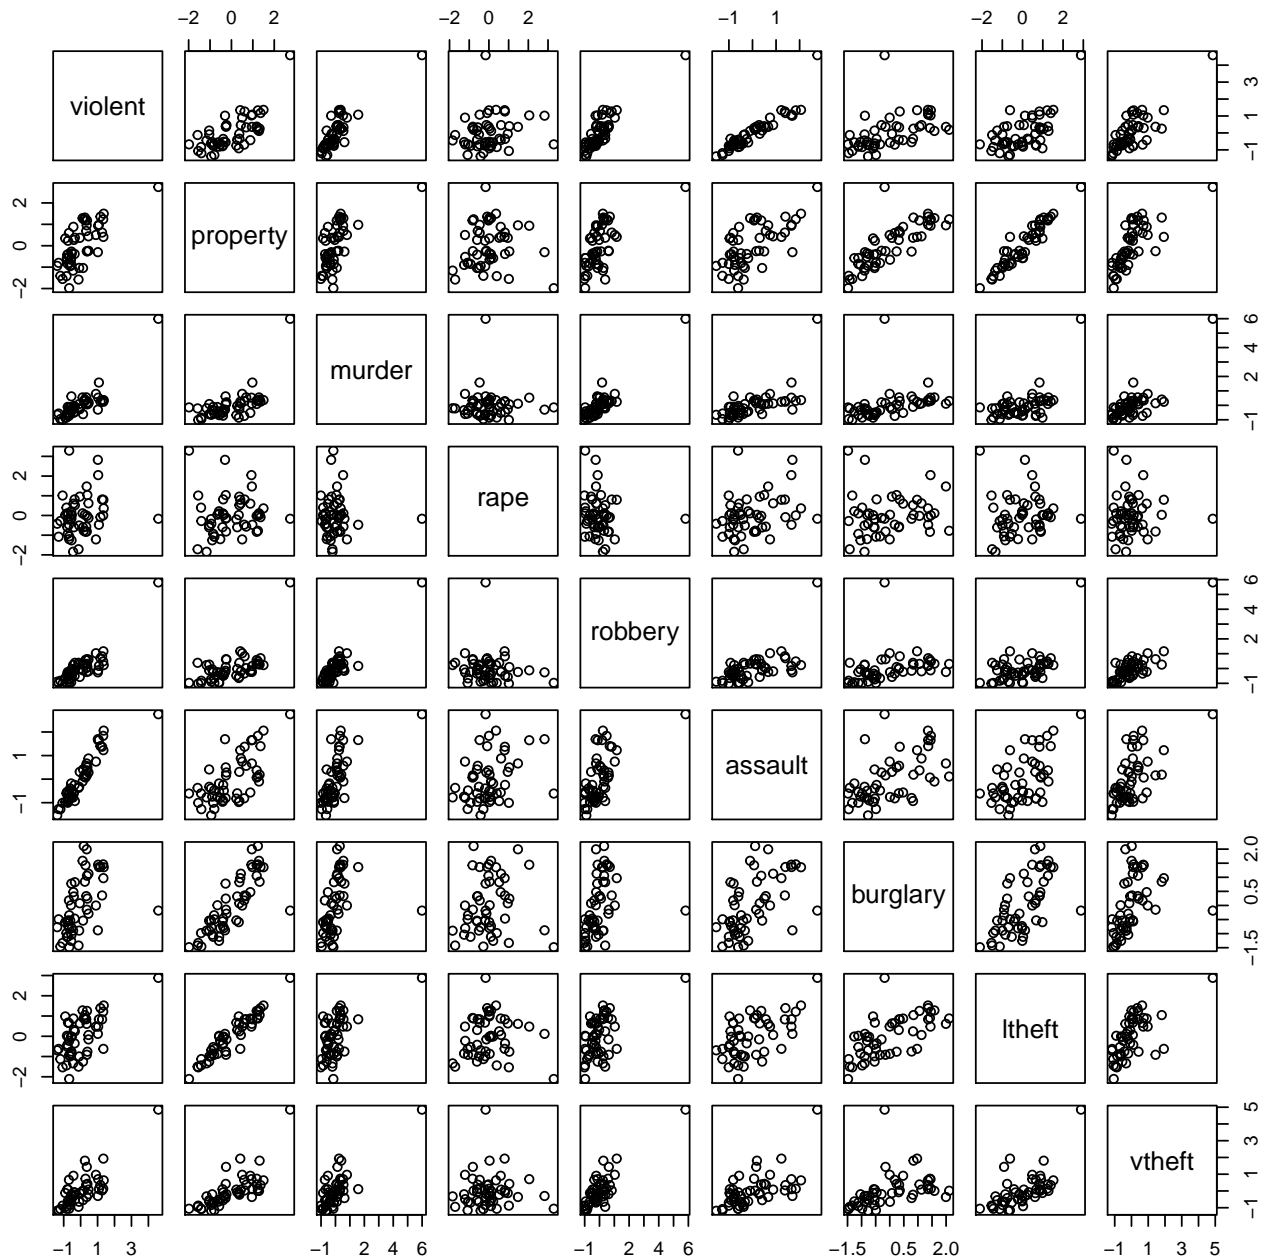 −2 0 2 −2 0 2 −1 1 −2 0 2
violent −1 1 3
−2 0 2 property
murder −1 2 4 6
−2 0 2 rape
robbery −1 2 4 6
−1 1 assault
burglary −1.5 0.5 2.0
−2 0 2 ltheft
vtheft −1 1 3 5
−1 1 3 −1 2 4 6 −1 2 4 6 −1.5 0.5 2.0 −1 1 3 5